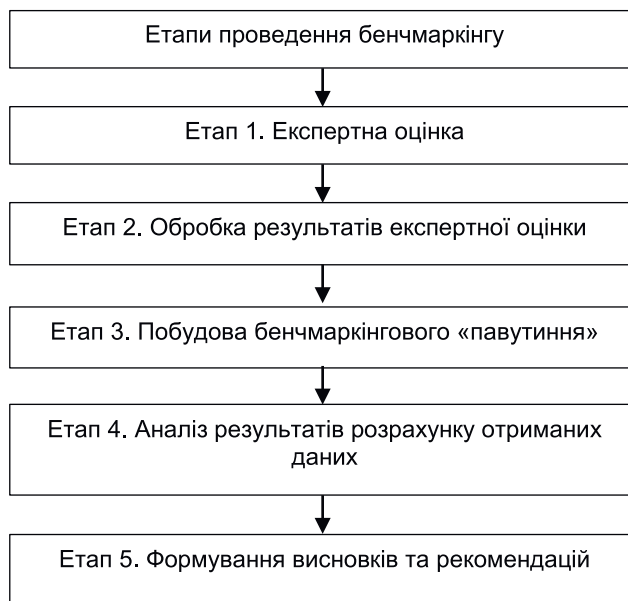 Етапи проведення бенчмаркінгу
Етап 1. Експертна оцінка
Етап 2. Обробка результатів експертної оцінки
Етап 3. Побудова бенчмаркінгового «павутиння»
Етап 4. Аналіз результатів розрахунку отриманих
даних
Етап 5. Формування висновків та рекомендацій